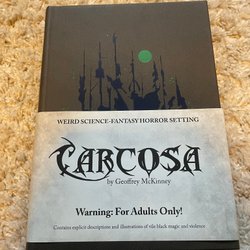 WEIRD SCIENCE-FANTASY HORROR SETTING
CARCOSA
by Geoffrey McKinney
Warning: For Adults Only!
Contains explicit descriptions and illustrations of vile black magic and violence